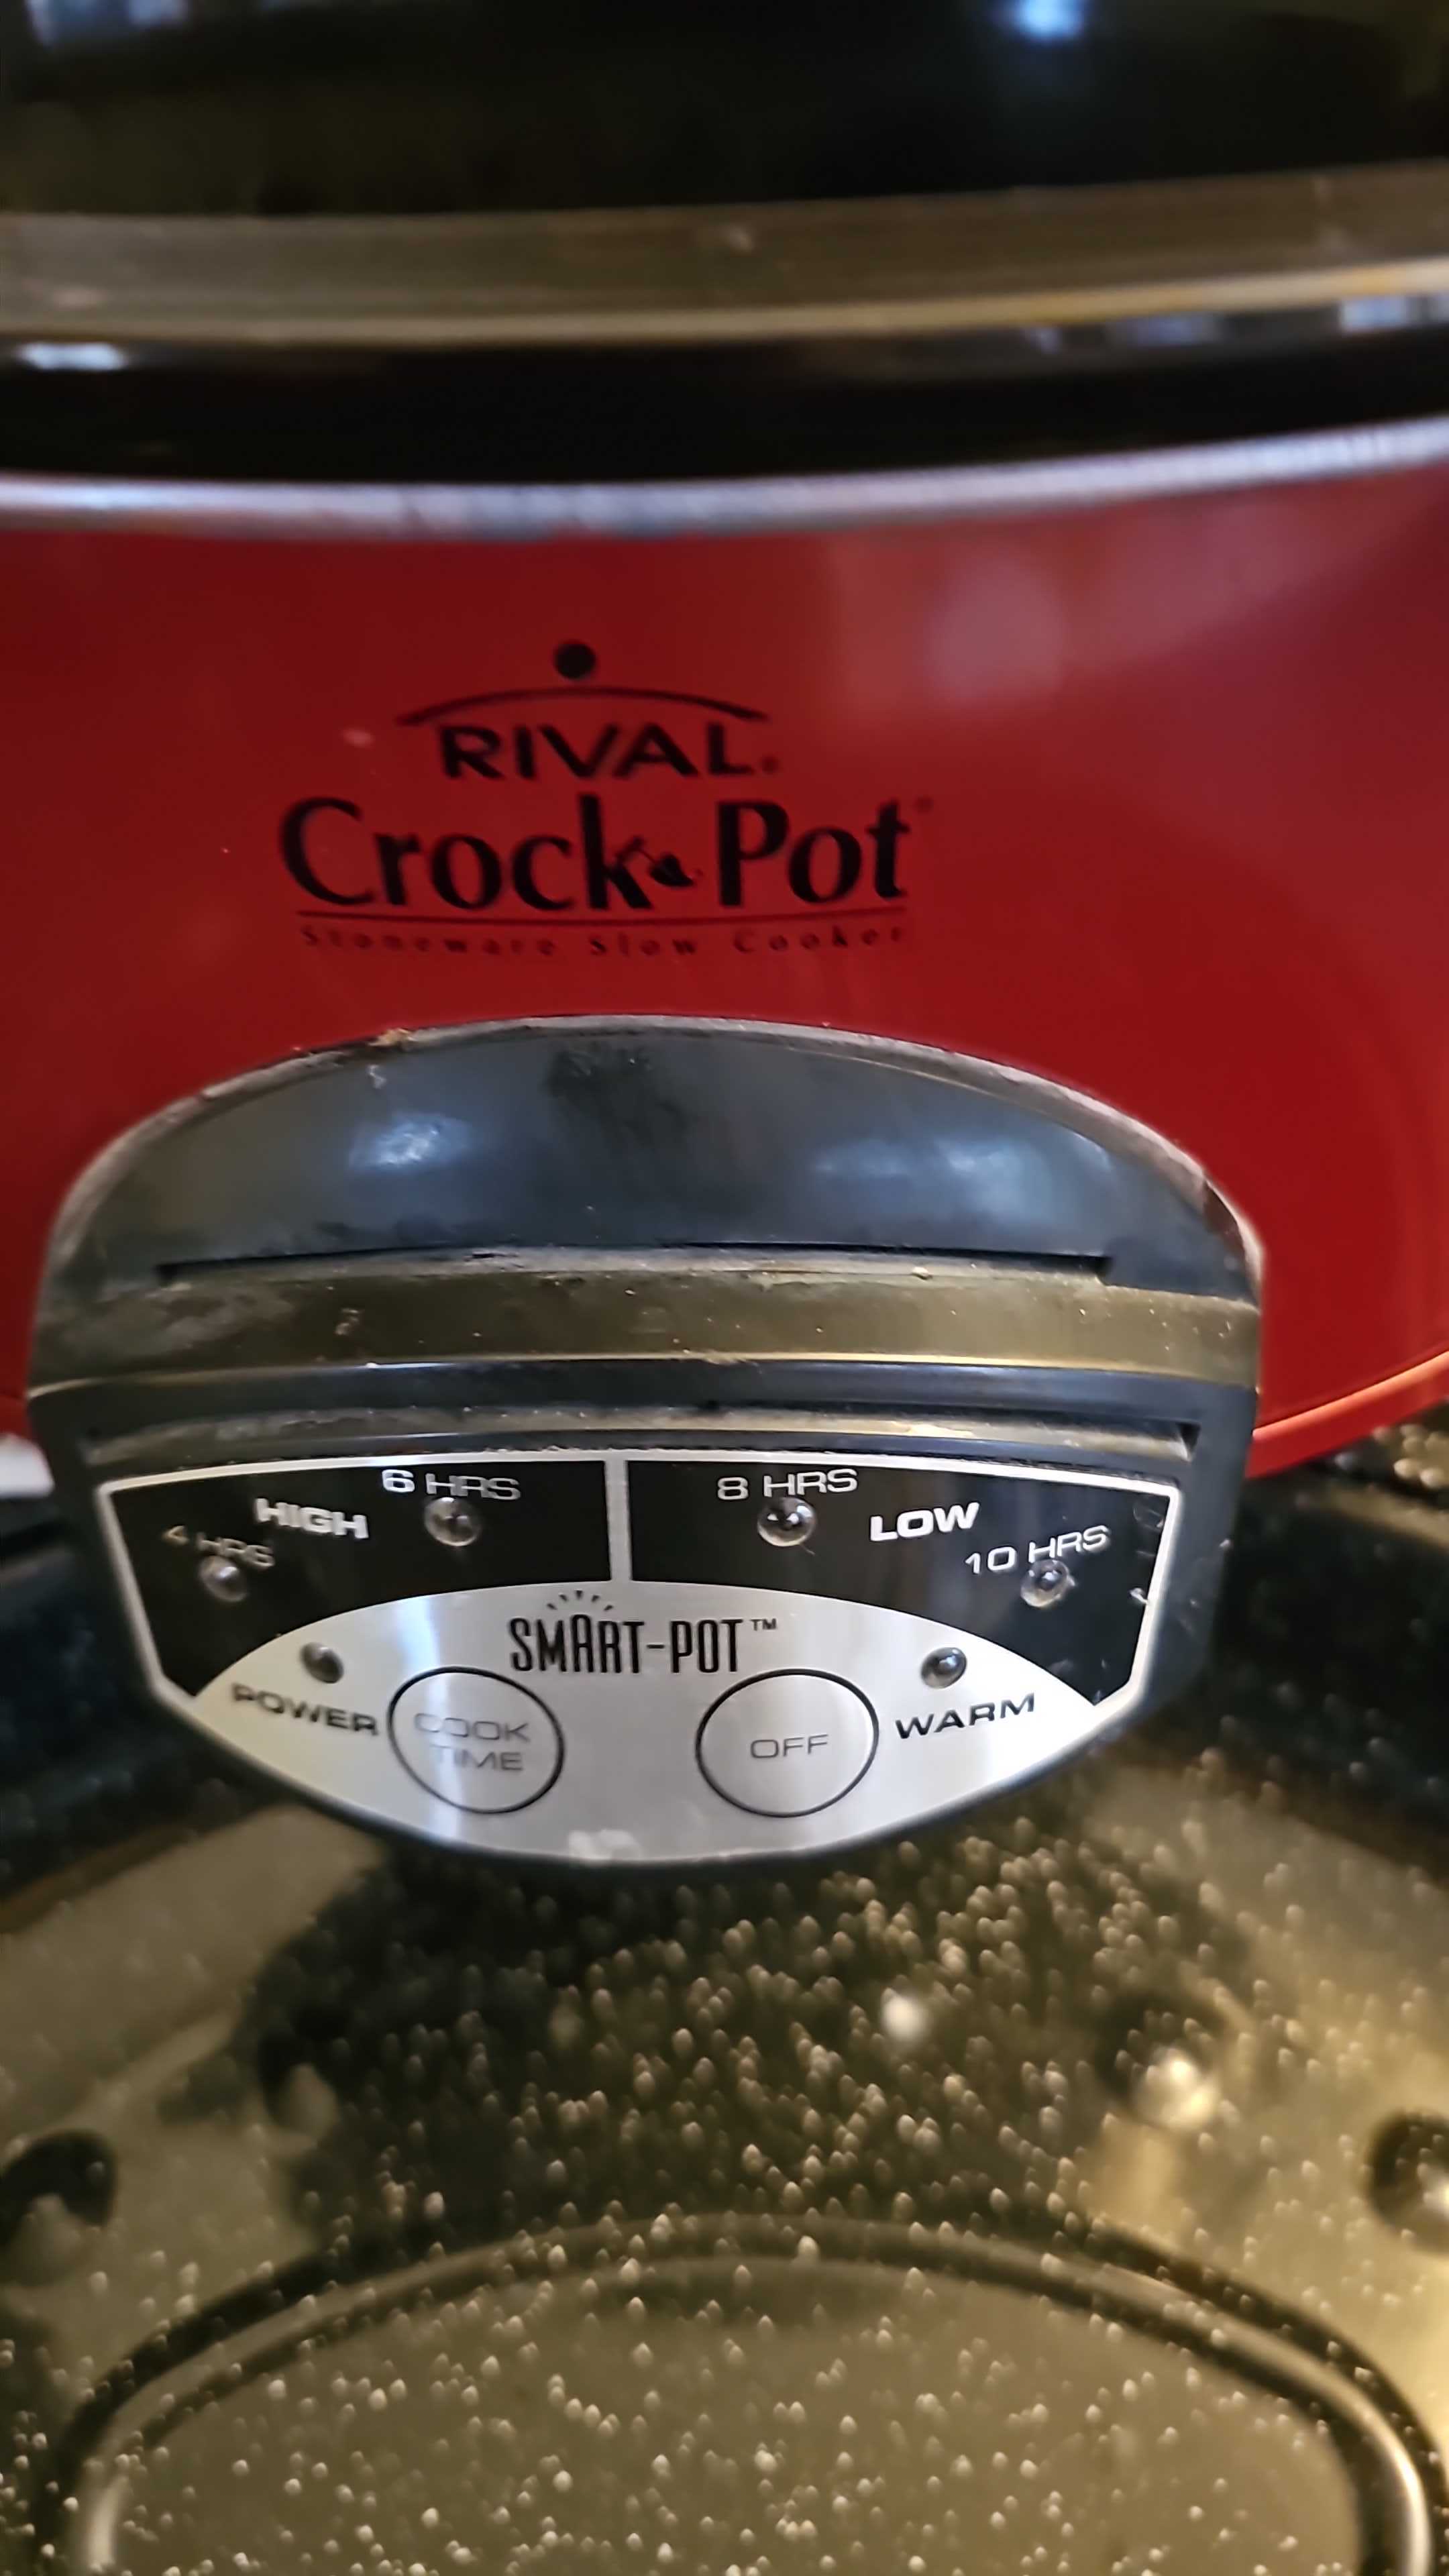 RIVAL®
Crock-Pot®
Stoneware Slow Cooker
6 HRS 8 HRS
HIGH LOW
4 HRS 10 HRS
SMART-POT™
POWER COOK TIME OFF WARM